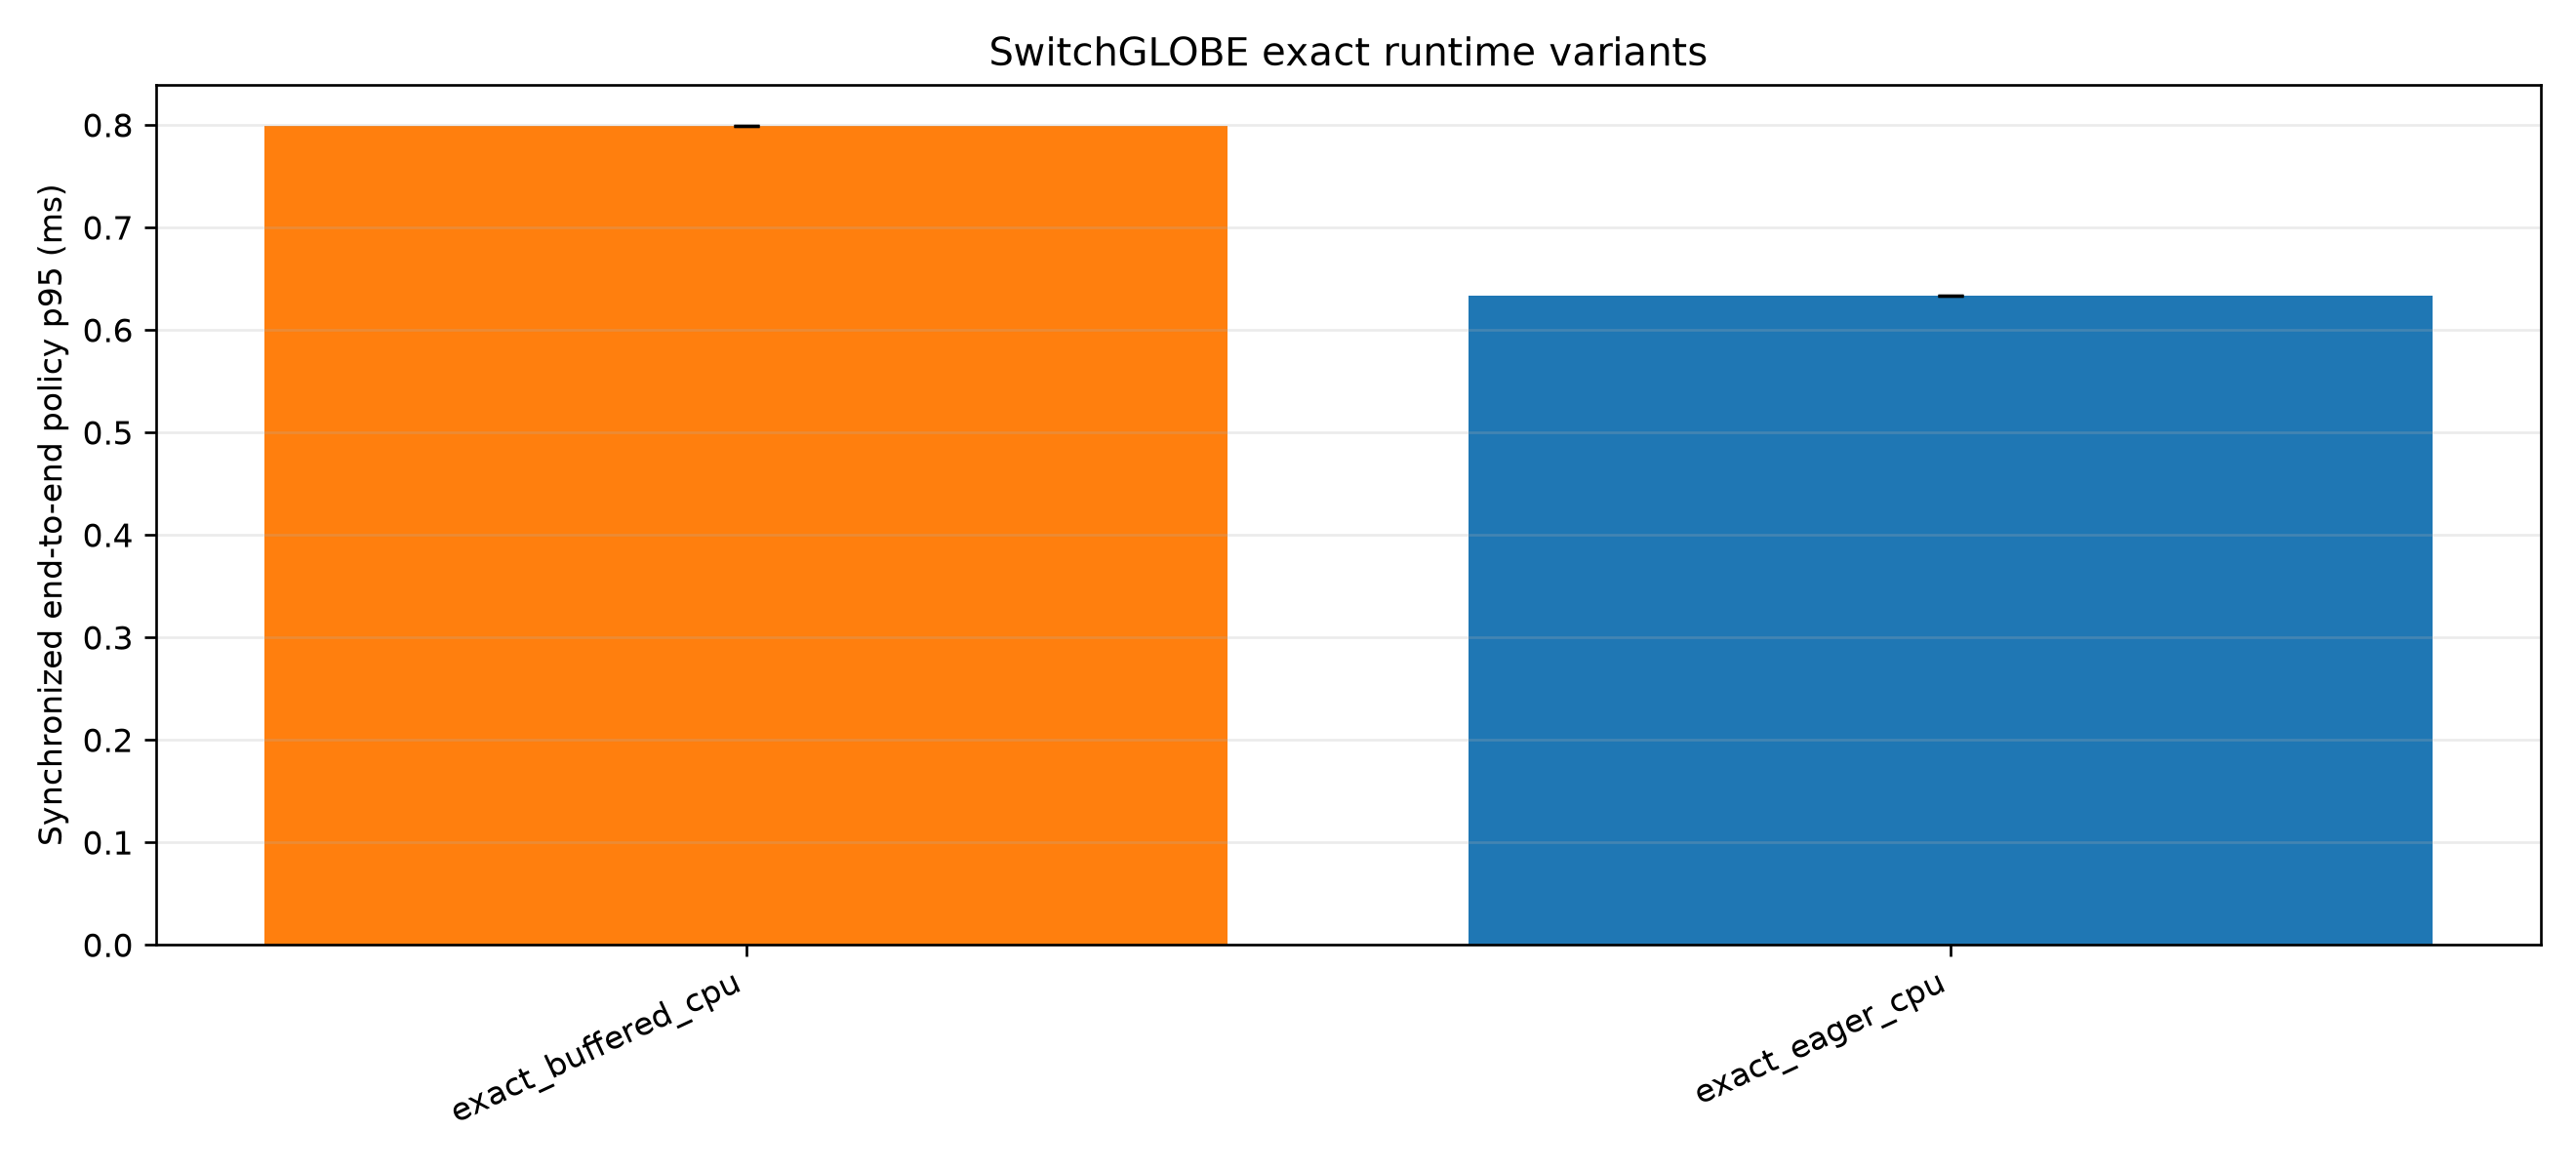 SwitchGLOBE exact runtime variants
Synchronized end-to-end policy p95 (ms)
0.8
0.7
0.6
0.5
0.4
0.3
0.2
0.1
0.0
exact_buffered_cpu
exact_eager_cpu